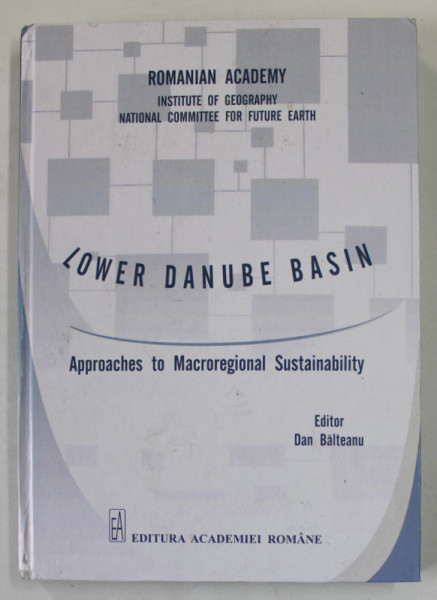 ROMANIAN ACADEMY
INSTITUTE OF GEOGRAPHY
NATIONAL COMMITTEE FOR FUTURE EARTH
LOWER DANUBE BASIN
Approaches to Macroregional Sustainability
Editor
Dan Bălteanu
EA EDITURA ACADEMIEI ROMÂNE